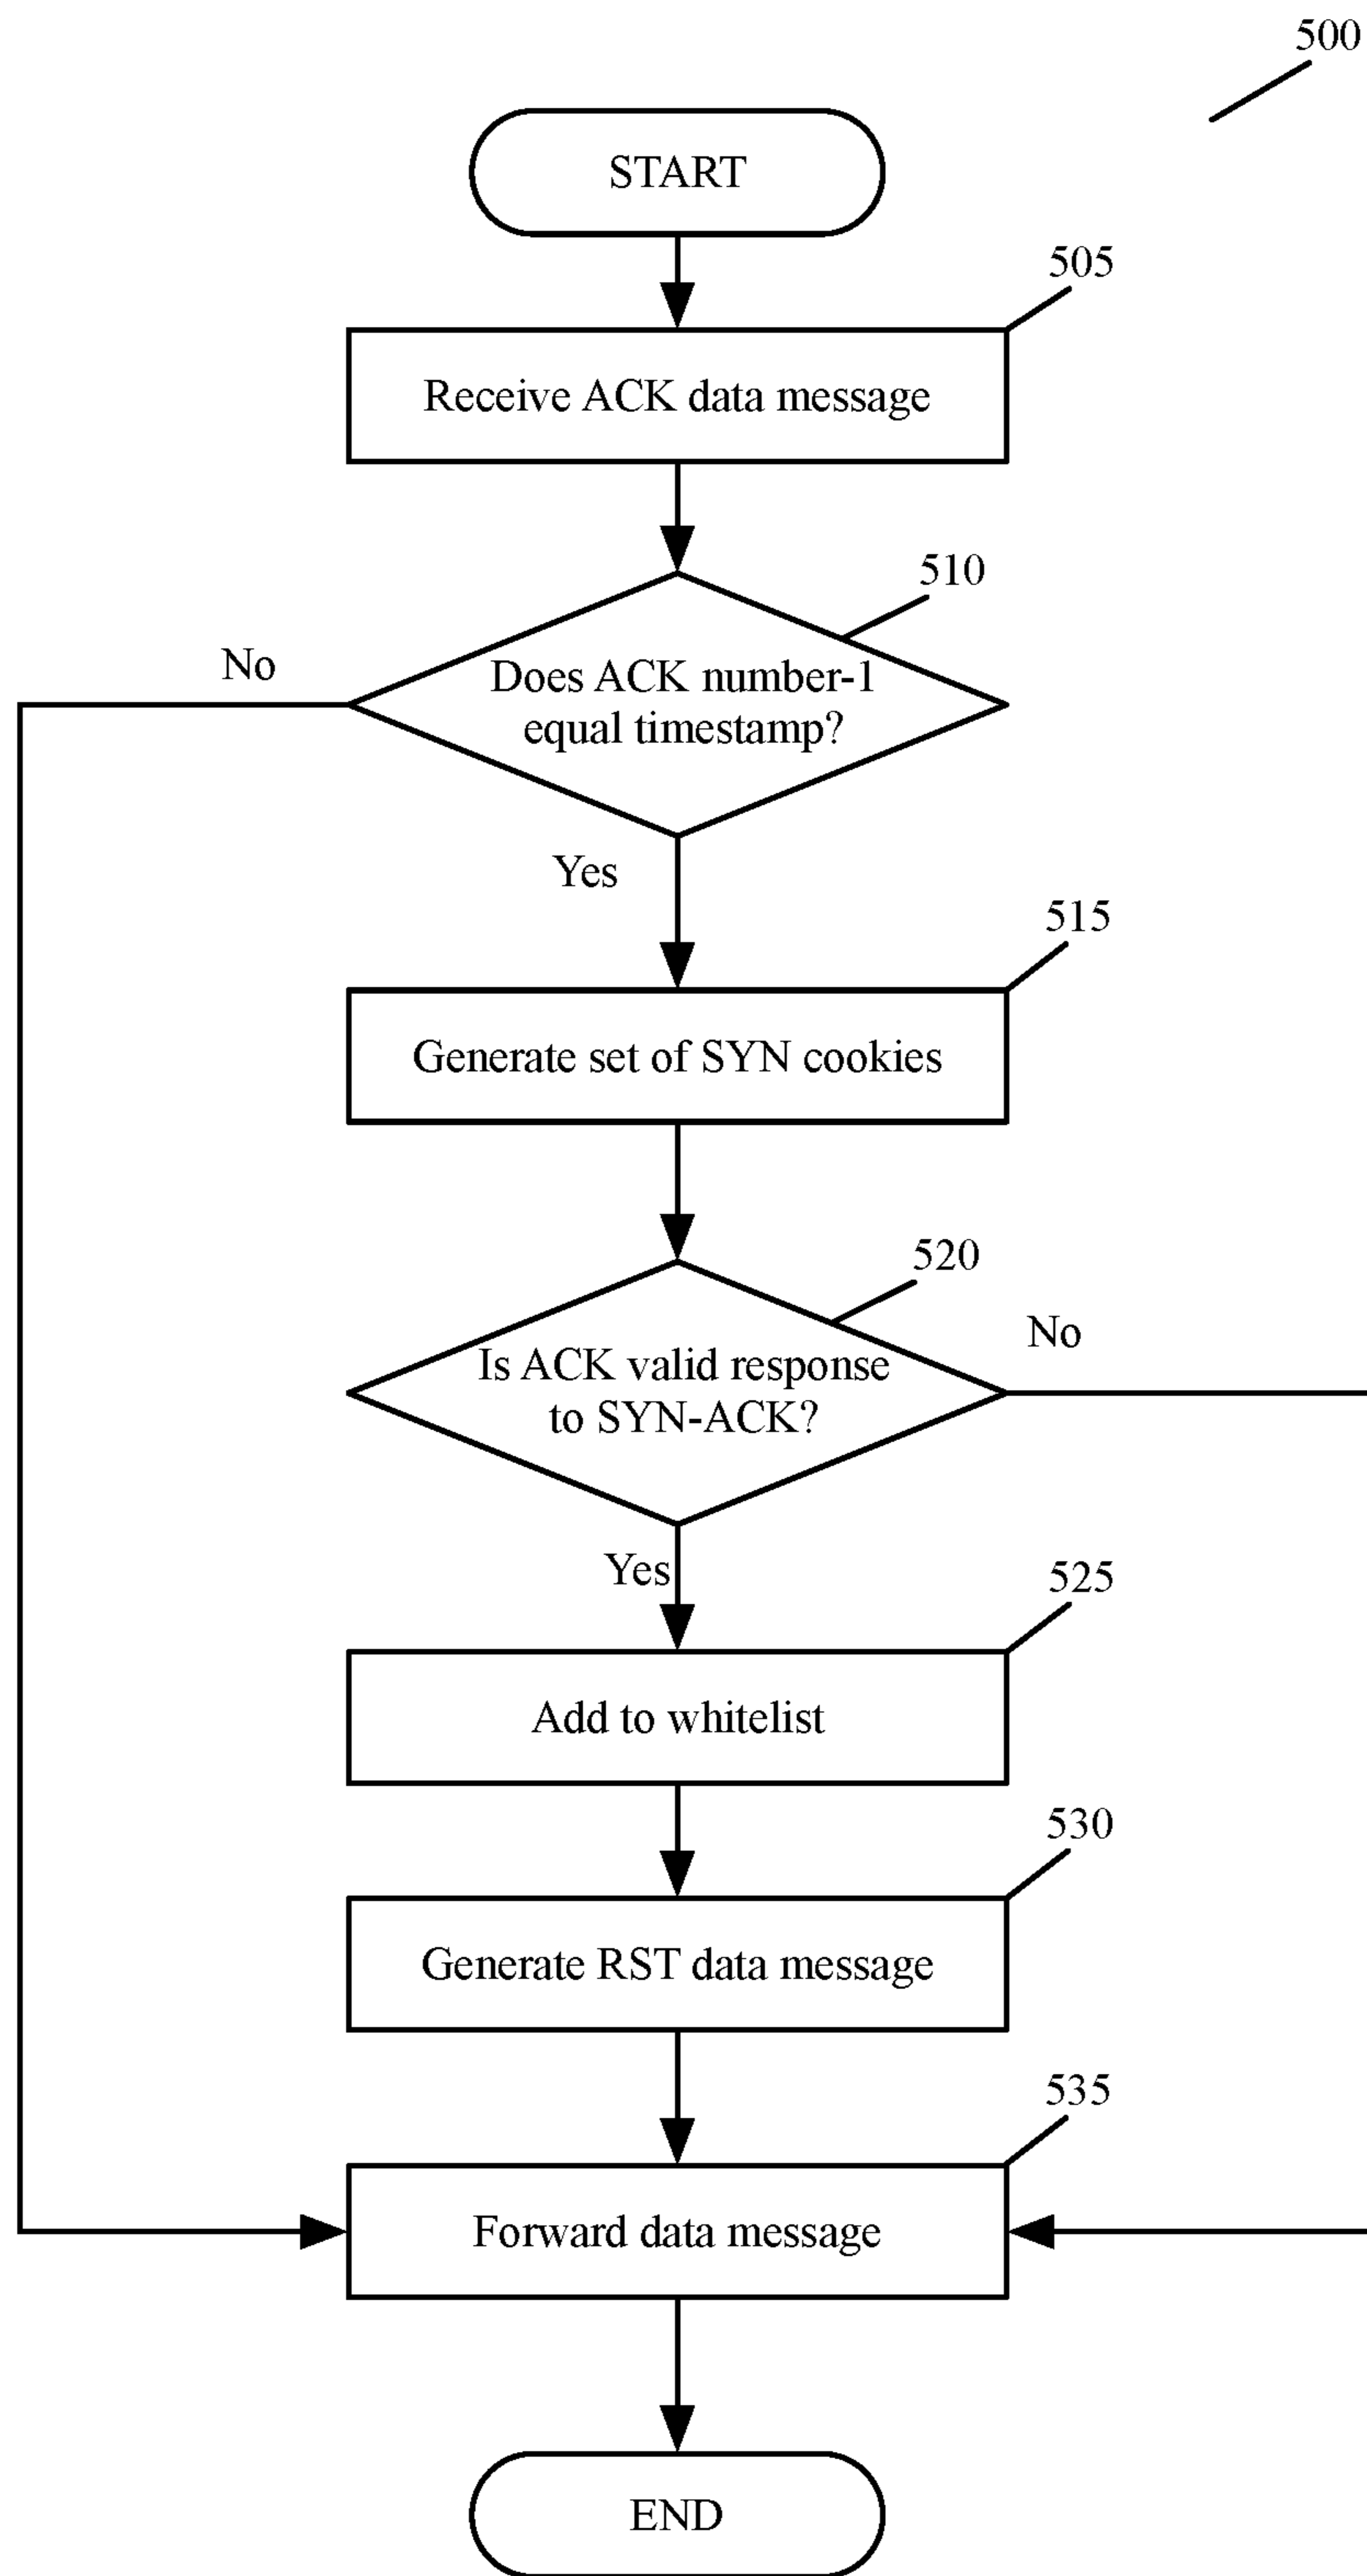 500
START
505
Receive ACK data message
510
No
Does ACK number-1
equal timestamp?
Yes
515
Generate set of SYN cookies
520
No
Is ACK valid response
to SYN-ACK?
Yes
525
Add to whitelist
530
Generate RST data message
535
Forward data message
END